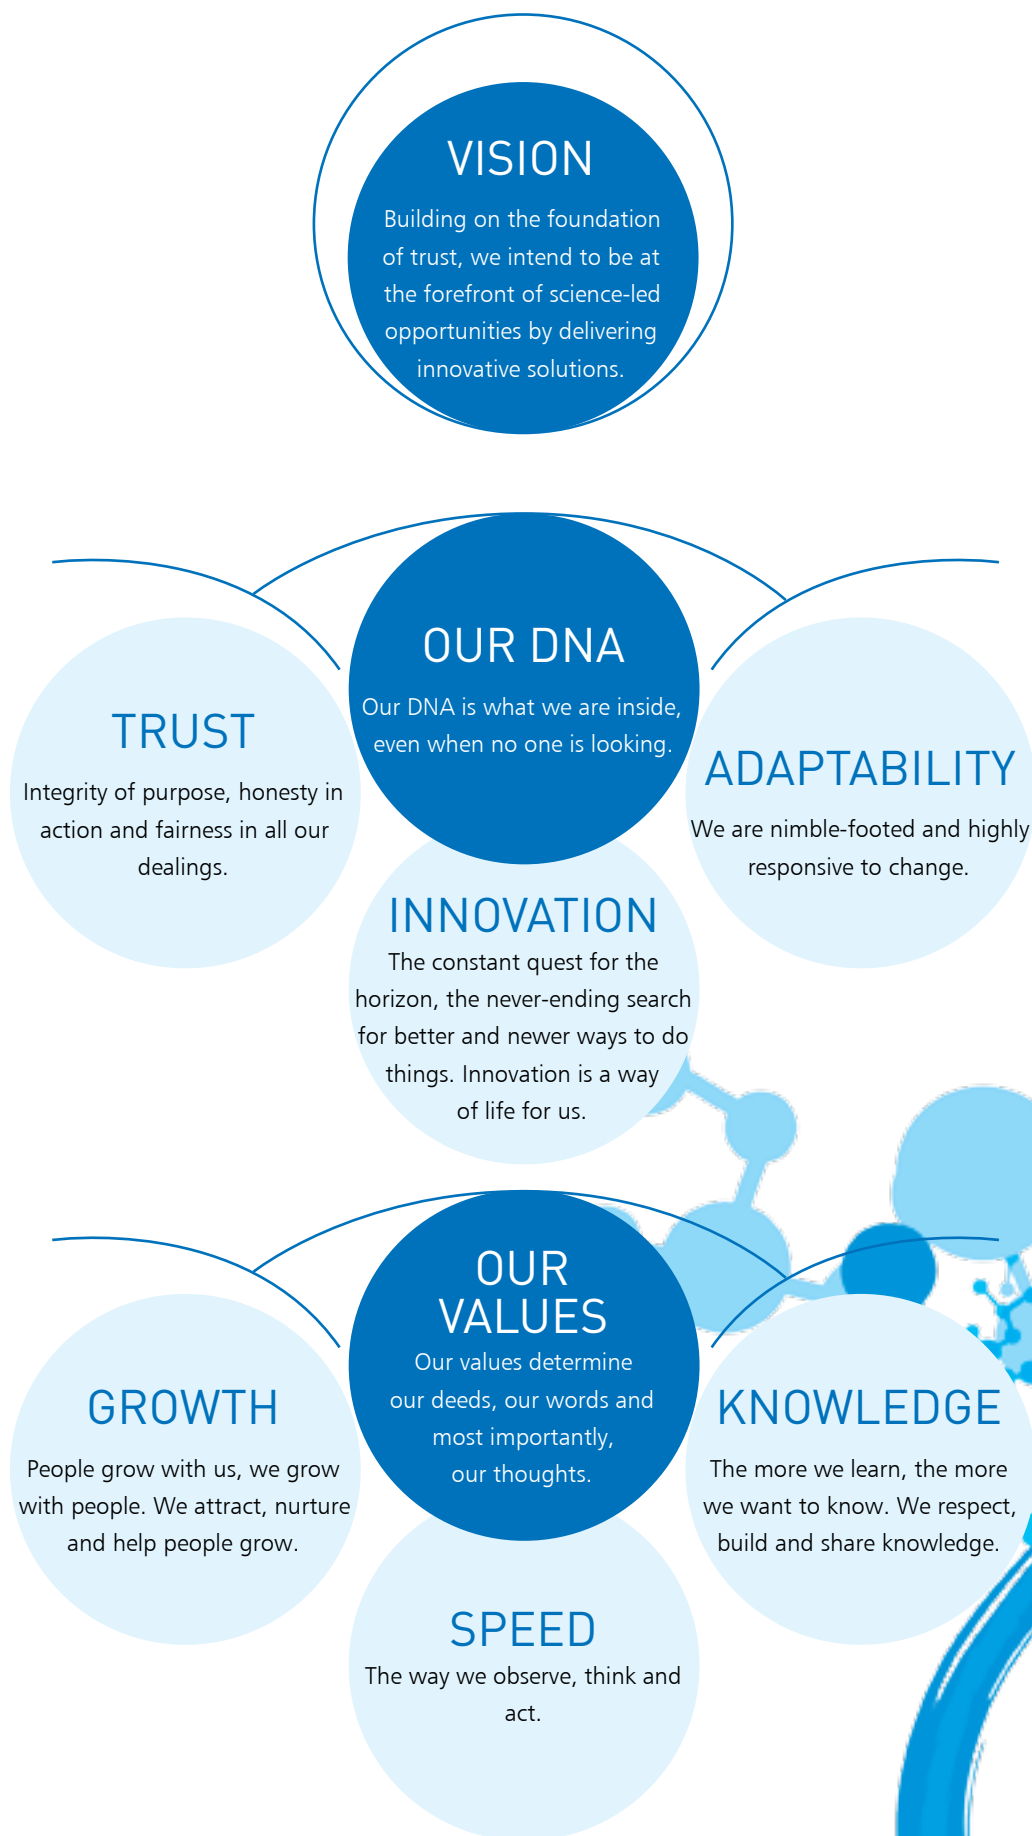 VISION
Building on the foundation
of trust, we intend to be at
the forefront of science-led
opportunities by delivering
innovative solutions.
OUR DNA
Our DNA is what we are inside,
even when no one is looking.
TRUST
Integrity of purpose, honesty in
action and fairness in all our
dealings.
ADAPTABILITY
We are nimble-footed and highly
responsive to change.
INNOVATION
The constant quest for the
horizon, the never-ending search
for better and newer ways to do
things. Innovation is a way
of life for us.
OUR
VALUES
Our values determine
our deeds, our words and
most importantly,
our thoughts.
GROWTH
People grow with us, we grow
with people. We attract, nurture
and help people grow.
KNOWLEDGE
The more we learn, the more
we want to know. We respect,
build and share knowledge.
SPEED
The way we observe, think and
act.